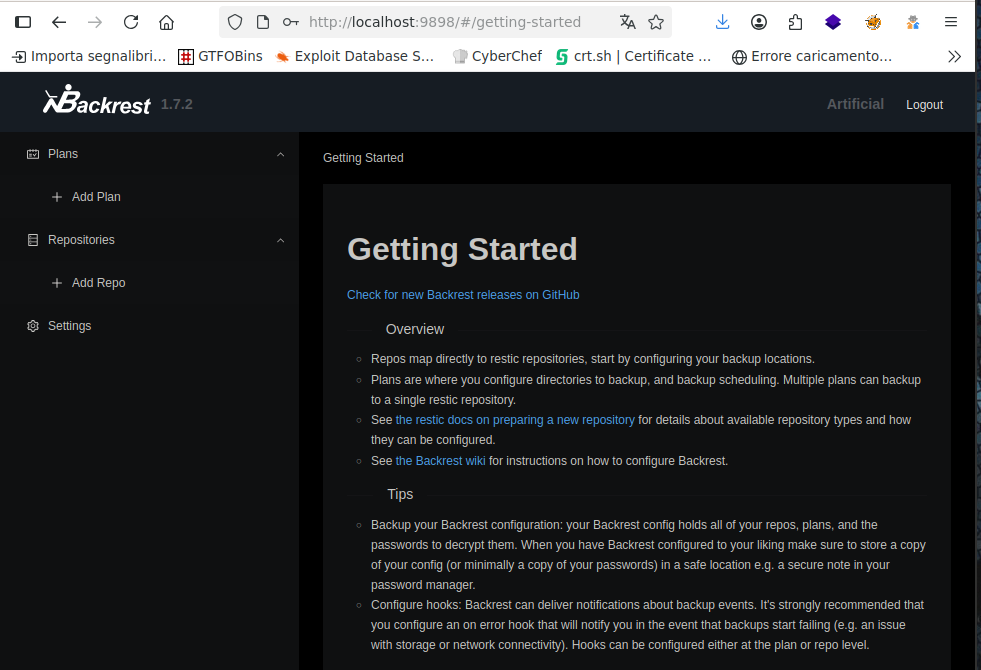 http://localhost:9898/#/getting-started
Importa segnalibri... GTFOBins Exploit Database S... CyberChef crt.sh | Certificate ... Errore caricamento...
Backrest 1.7.2 Artificial Logout
Plans
Add Plan
Repositories
Add Repo
Settings
Getting Started
Getting Started
Check for new Backrest releases on GitHub
Overview
Repos map directly to restic repositories, start by configuring your backup locations.
Plans are where you configure directories to backup, and backup scheduling. Multiple plans can backup
to a single restic repository.
See the restic docs on preparing a new repository for details about available repository types and how
they can be configured.
See the Backrest wiki for instructions on how to configure Backrest.
Tips
Backup your Backrest configuration: your Backrest config holds all of your repos, plans, and the
passwords to decrypt them. When you have Backrest configured to your liking make sure to store a copy
of your config (or minimally a copy of your passwords) in a safe location e.g. a secure note in your
password manager.
Configure hooks: Backrest can deliver notifications about backup events. It's strongly recommended that
you configure an on error hook that will notify you in the event that backups start failing (e.g. an issue
with storage or network connectivity). Hooks can be configured either at the plan or repo level.